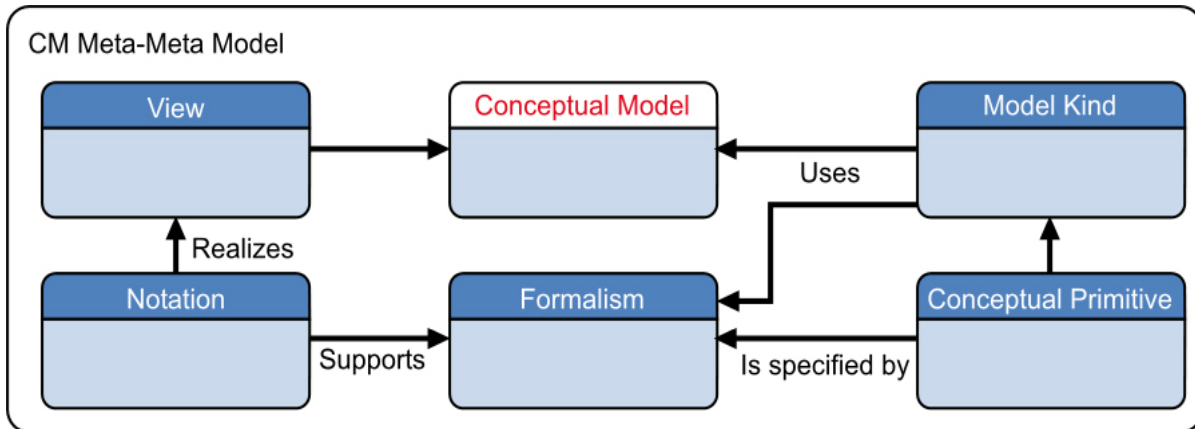 CM Meta-Meta Model
View
Conceptual Model
Model Kind
Uses
Realizes
Notation
Formalism
Conceptual Primitive
Supports
Is specified by